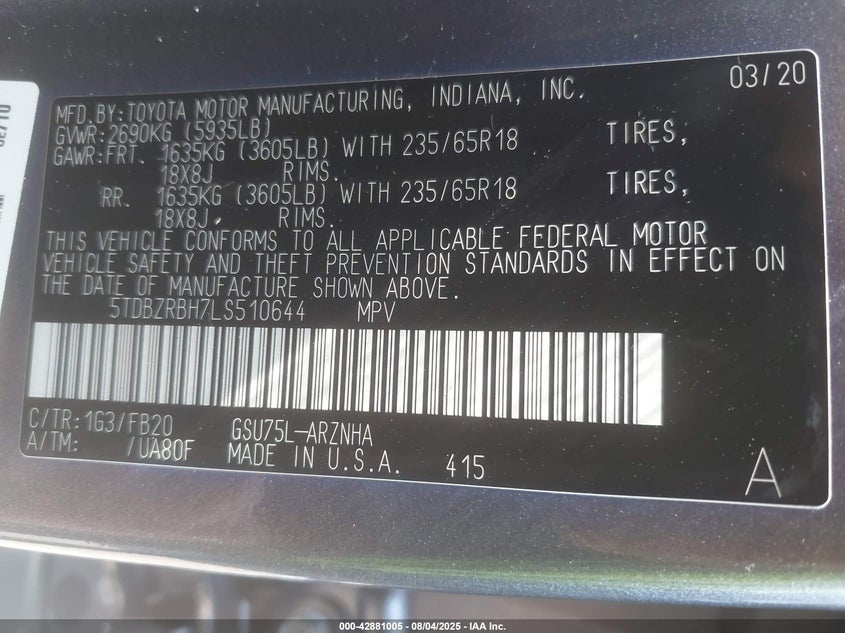 03/20
MFD.BY:TOYOTA MOTOR MANUFACTURING, INDIANA, INC.
GVWR:2690KG (5935LB)
GAWR:FRT. 1635KG (3605LB) WITH 235/65R18 TIRES,
18X8J RIMS.
RR. 1635KG (3605LB) WITH 235/65R18 TIRES,
18X8J RIMS.
THIS VEHICLE CONFORMS TO ALL APPLICABLE FEDERAL MOTOR
VEHICLE SAFETY AND THEFT PREVENTION STANDARDS IN EFFECT ON
THE DATE OF MANUFACTURE SHOWN ABOVE.
5TDBZRBH7LS510644 MPV
C/TR:1G3/FB20 GSU75L-ARZNHA
A/TM: /UA80F MADE IN U.S.A. 415
A
000-42881005 - 08/04/2025 - IAA Inc.